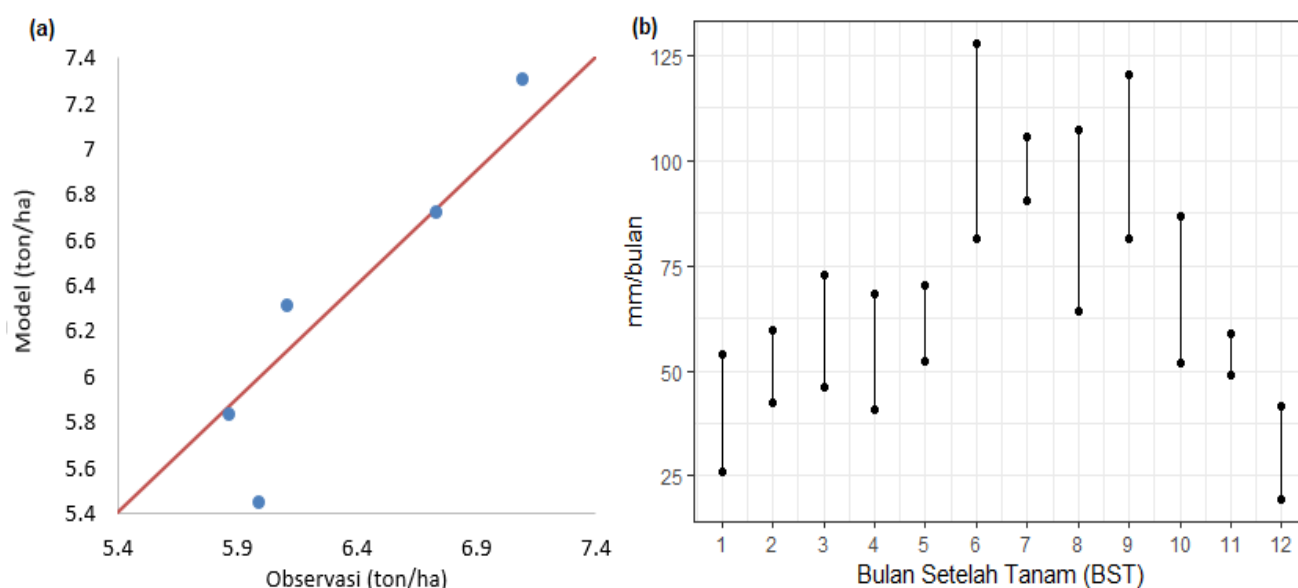 (a)
7.4
7.2
7
6.8
6.6
6.4
6.2
6
5.8
5.6
5.4
Model (ton/ha)
5.4 5.9 6.4 6.9 7.4
Observasi (ton/ha)
(b)
125
100
75
50
25
mm/bulan
1 2 3 4 5 6 7 8 9 10 11 12
Bulan Setelah Tanam (BST)